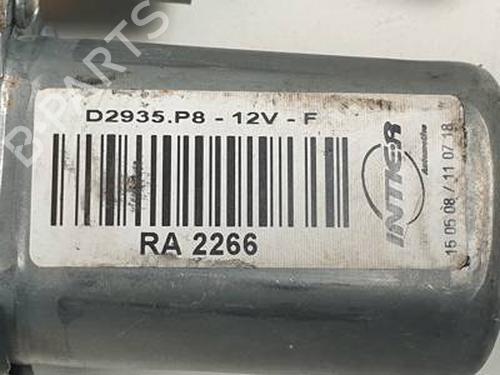 D2935.P8 - 12V - F
RA 2266
INTIER
Automotive
15 05 08 / 11 07 18
B-PARTS